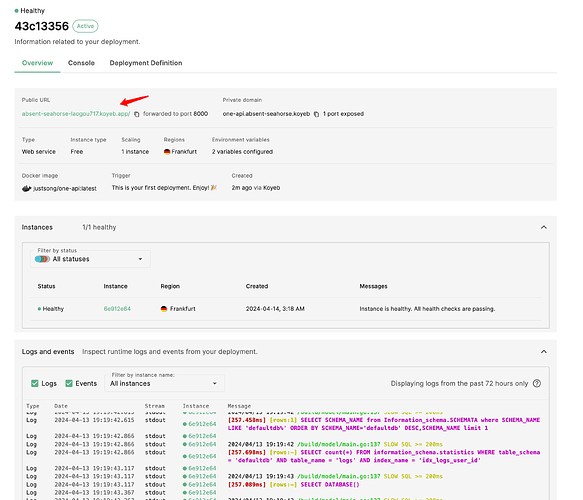 Healthy
43c13356 Active
Information related to your deployment.
Overview Console Deployment Definition
Public URL Private domain
absent-seahorse-laogou717.koyeb.app/ forwarded to port 8000 one-api.absent-seahorse.koyeb 1 port exposed
Type Instance type Scaling Regions Environment variables
Web service Free 1 instance Frankfurt 2 variables configured
Docker image Trigger Created
justsong/one-api:latest This is your first deployment. Enjoy! 🎉 2m ago via Koyeb
Instances 1/1 healthy
Filter by status
All statuses
Status Instance Region Created Messages
Healthy 6e912e64 Frankfurt 2024-04-14, 3:18 AM Instance is healthy. All health checks are passing.
Logs and events Inspect runtime logs and events from your deployment.
Logs Events Filter by instance name: All instances Displaying logs from the past 72 hours only
Type Date Stream Instance Message
Log 2024-04-13 19:19:42.615 stdout 6e912e64 [257.458ms] [rows:1] SELECT SCHEMA_NAME from Information_schema.SCHEMATA where SCHEMA_NAME
LIKE 'defaultdb%' ORDER BY SCHEMA_NAME='defaultdb' DESC,SCHEMA_NAME limit 1
Log 2024-04-13 19:19:42.866 stdout 6e912e64
Log 2024-04-13 19:19:42.866 stdout 6e912e64 2024/04/13 19:19:42 /build/model/main.go:137 SLOW SQL >= 200ms
Log 2024-04-13 19:19:42.866 stdout 6e912e64 [257.698ms] [rows:-] SELECT count(*) FROM information_schema.statistics WHERE table_schema
= 'defaultdb' AND table_name = 'logs' AND index_name = 'idx_logs_user_id'
Log 2024-04-13 19:19:43.117 stdout 6e912e64
Log 2024-04-13 19:19:43.117 stdout 6e912e64 2024/04/13 19:19:43 /build/model/main.go:137 SLOW SQL >= 200ms
Log 2024-04-13 19:19:43.117 stdout 6e912e64 [257.089ms] [rows:-] SELECT DATABASE()
Log 2024-04-13 19:19:43.367 stdout 6e912e64